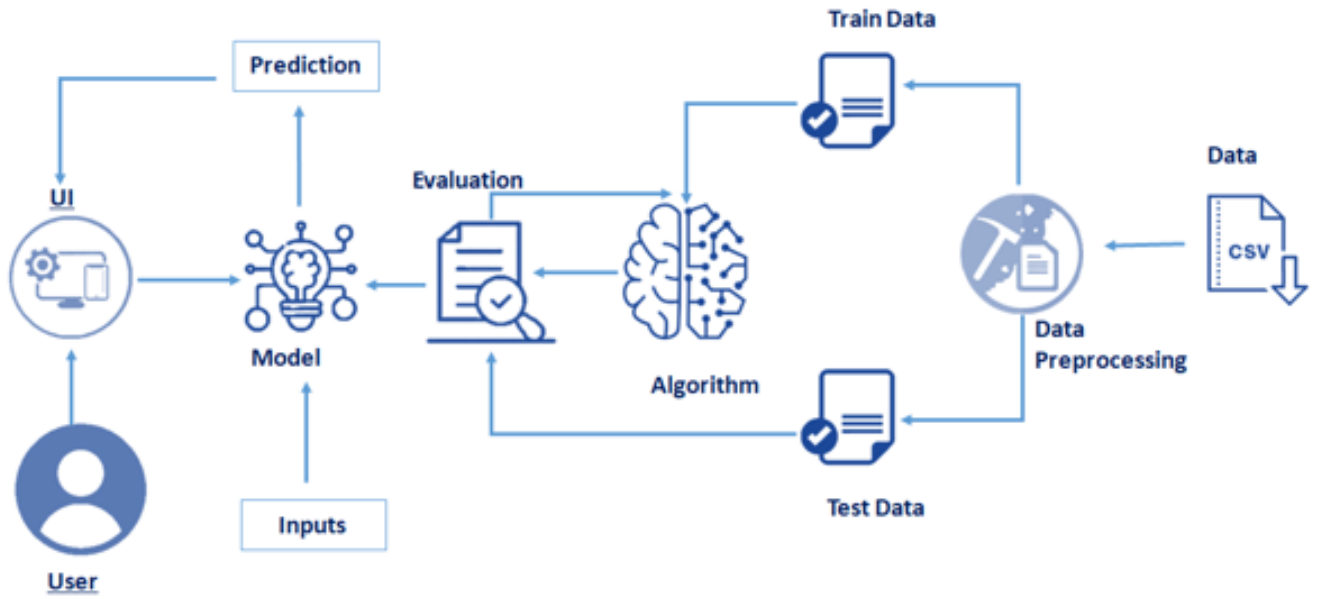 Train Data
Prediction
Data
Evaluation
UI
CSV
Data
Preprocessing
Model
Algorithm
Test Data
Inputs
User